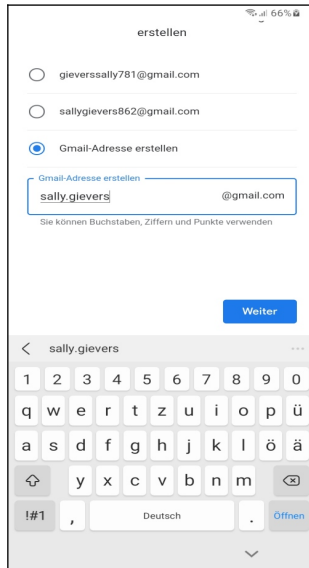 66%
erstellen
gieverssally781@gmail.com
sallygievers862@gmail.com
Gmail-Adresse erstellen
Gmail-Adresse erstellen
sally.gievers @gmail.com
Sie können Buchstaben, Ziffern und Punkte verwenden
Weiter
sally.gievers
1 2 3 4 5 6 7 8 9 0
q w e r t z u i o p ü
a s d f g h j k l ö ä
y x c v b n m
!#1 , Deutsch . Öffnen